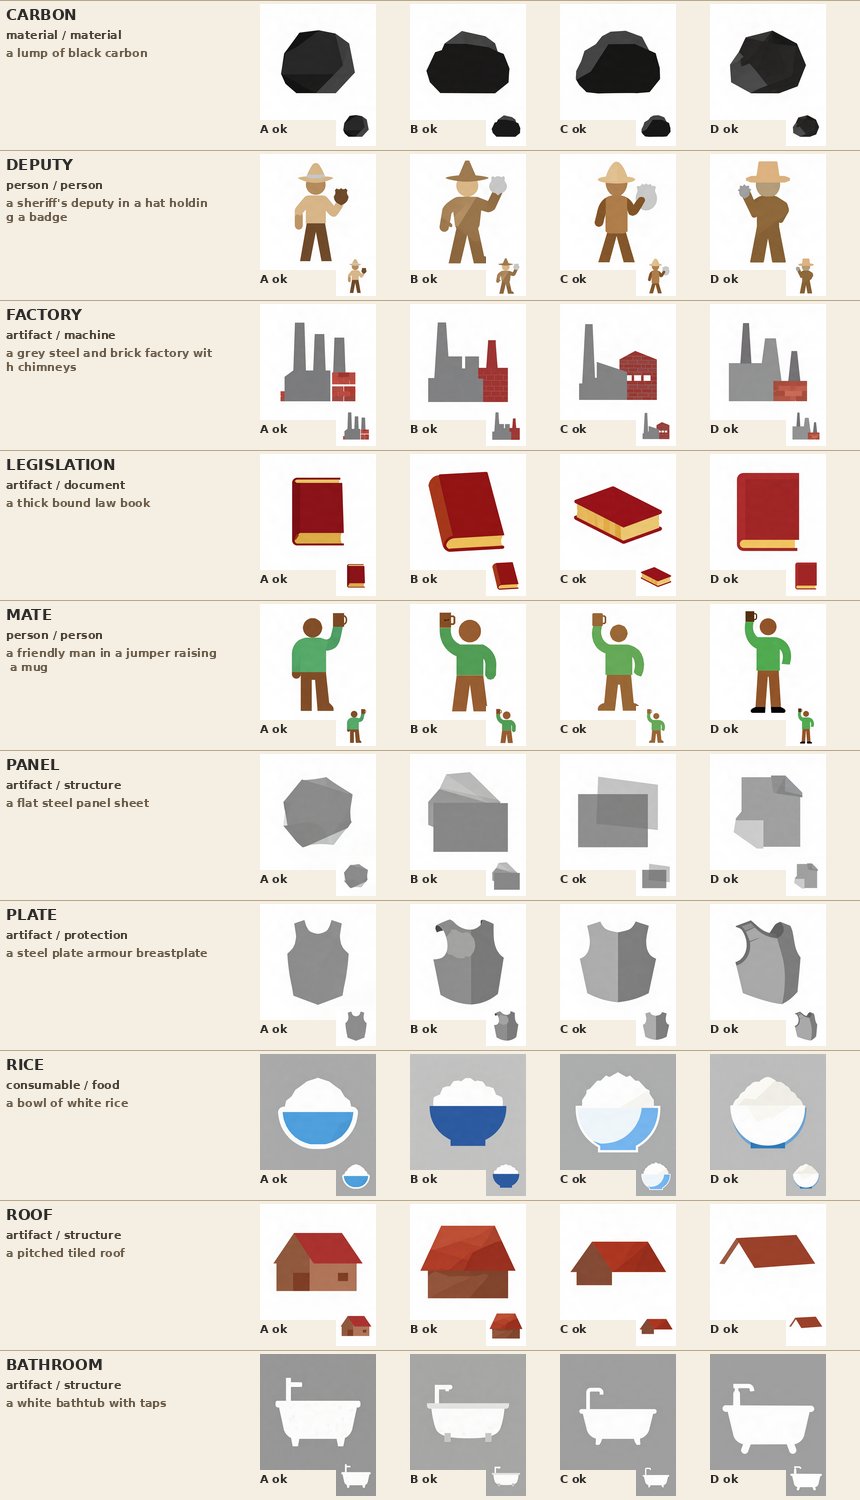 CARBON
material / material
a lump of black carbon
A ok
B ok
C ok
D ok
DEPUTY
person / person
a sheriff's deputy in a hat holdin
g a badge
A ok
B ok
C ok
D ok
FACTORY
artifact / machine
a grey steel and brick factory wit
h chimneys
A ok
B ok
C ok
D ok
LEGISLATION
artifact / document
a thick bound law book
A ok
B ok
C ok
D ok
MATE
person / person
a friendly man in a jumper raising
a mug
A ok
B ok
C ok
D ok
PANEL
artifact / structure
a flat steel panel sheet
A ok
B ok
C ok
D ok
PLATE
artifact / protection
a steel plate armour breastplate
A ok
B ok
C ok
D ok
RICE
consumable / food
a bowl of white rice
A ok
B ok
C ok
D ok
ROOF
artifact / structure
a pitched tiled roof
A ok
B ok
C ok
D ok
BATHROOM
artifact / structure
a white bathtub with taps
A ok
B ok
C ok
D ok